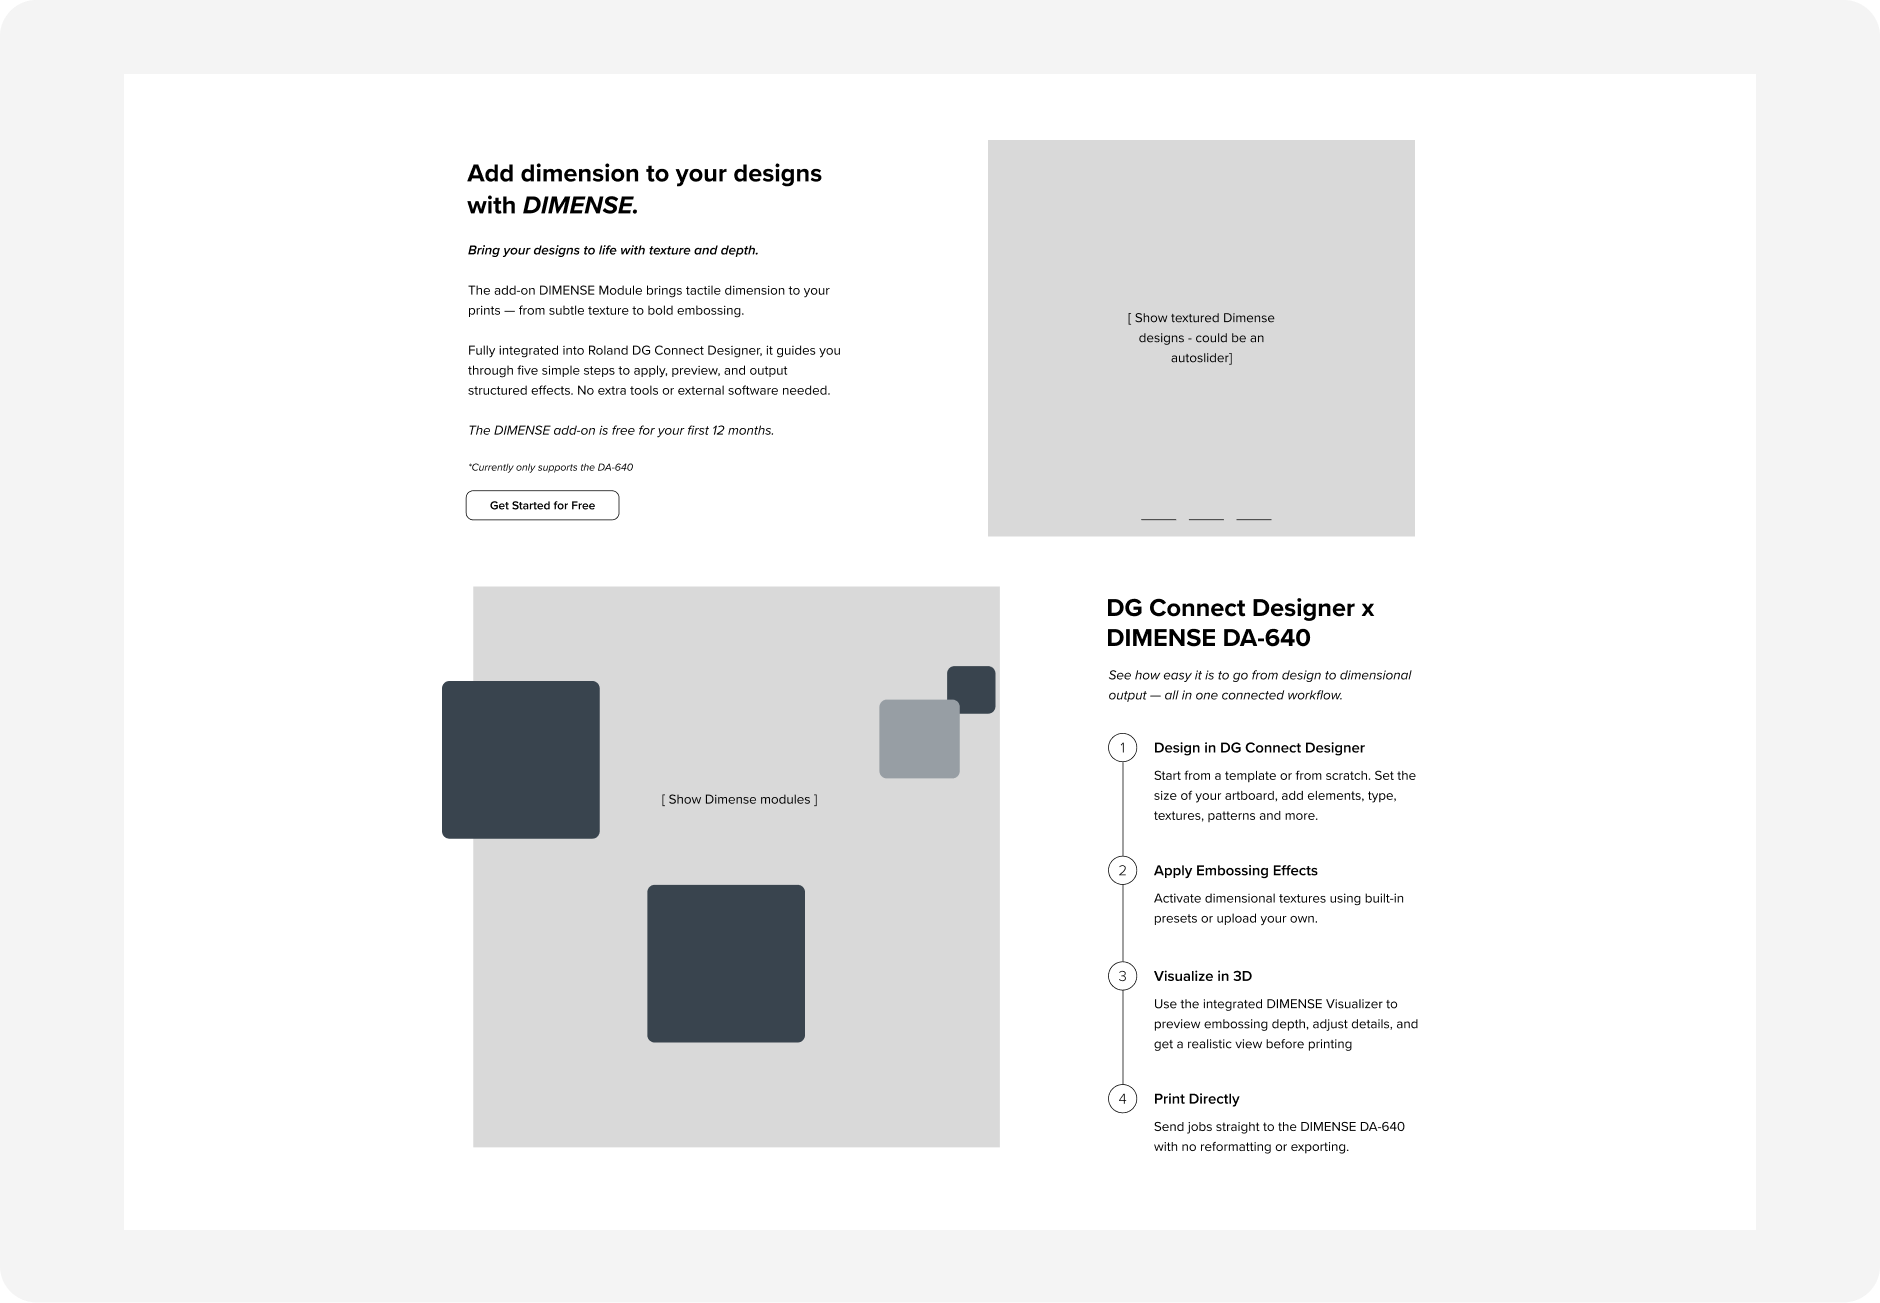 Add dimension to your designs
with DIMENSE.
Bring your designs to life with texture and depth.
The add-on DIMENSE Module brings tactile dimension to your
prints — from subtle texture to bold embossing.
Fully integrated into Roland DG Connect Designer, it guides you
through five simple steps to apply, preview, and output
structured effects. No extra tools or external software needed.
The DIMENSE add-on is free for your first 12 months.
*Currently only supports the DA-640
Get Started for Free
[ Show textured Dimense
designs - could be an
autoslider]
[ Show Dimense modules ]
DG Connect Designer x
DIMENSE DA-640
See how easy it is to go from design to dimensional
output — all in one connected workflow.
1 Design in DG Connect Designer
Start from a template or from scratch. Set the
size of your artboard, add elements, type,
textures, patterns and more.
2 Apply Embossing Effects
Activate dimensional textures using built-in
presets or upload your own.
3 Visualize in 3D
Use the integrated DIMENSE Visualizer to
preview embossing depth, adjust details, and
get a realistic view before printing
4 Print Directly
Send jobs straight to the DIMENSE DA-640
with no reformatting or exporting.